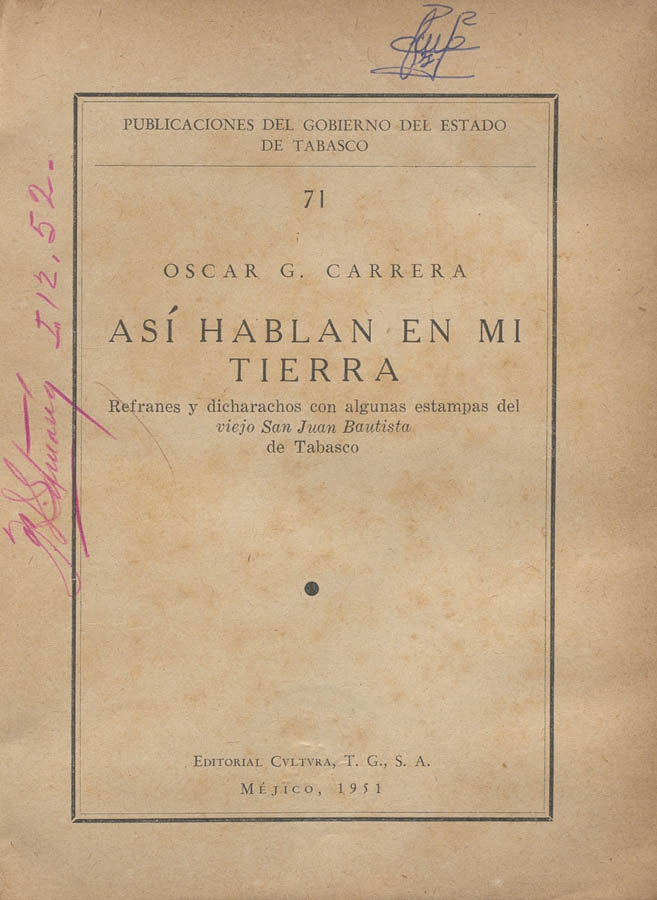 PUBLICACIONES DEL GOBIERNO DEL ESTADO
DE TABASCO
71
OSCAR G. CARRERA
ASÍ HABLAN EN MI
TIERRA
Refranes y dicharachos con algunas estampas del
viejo San Juan Bautista
de Tabasco
EDITORIAL CVLTVRA, T. G., S. A.
MÉJICO, 1951